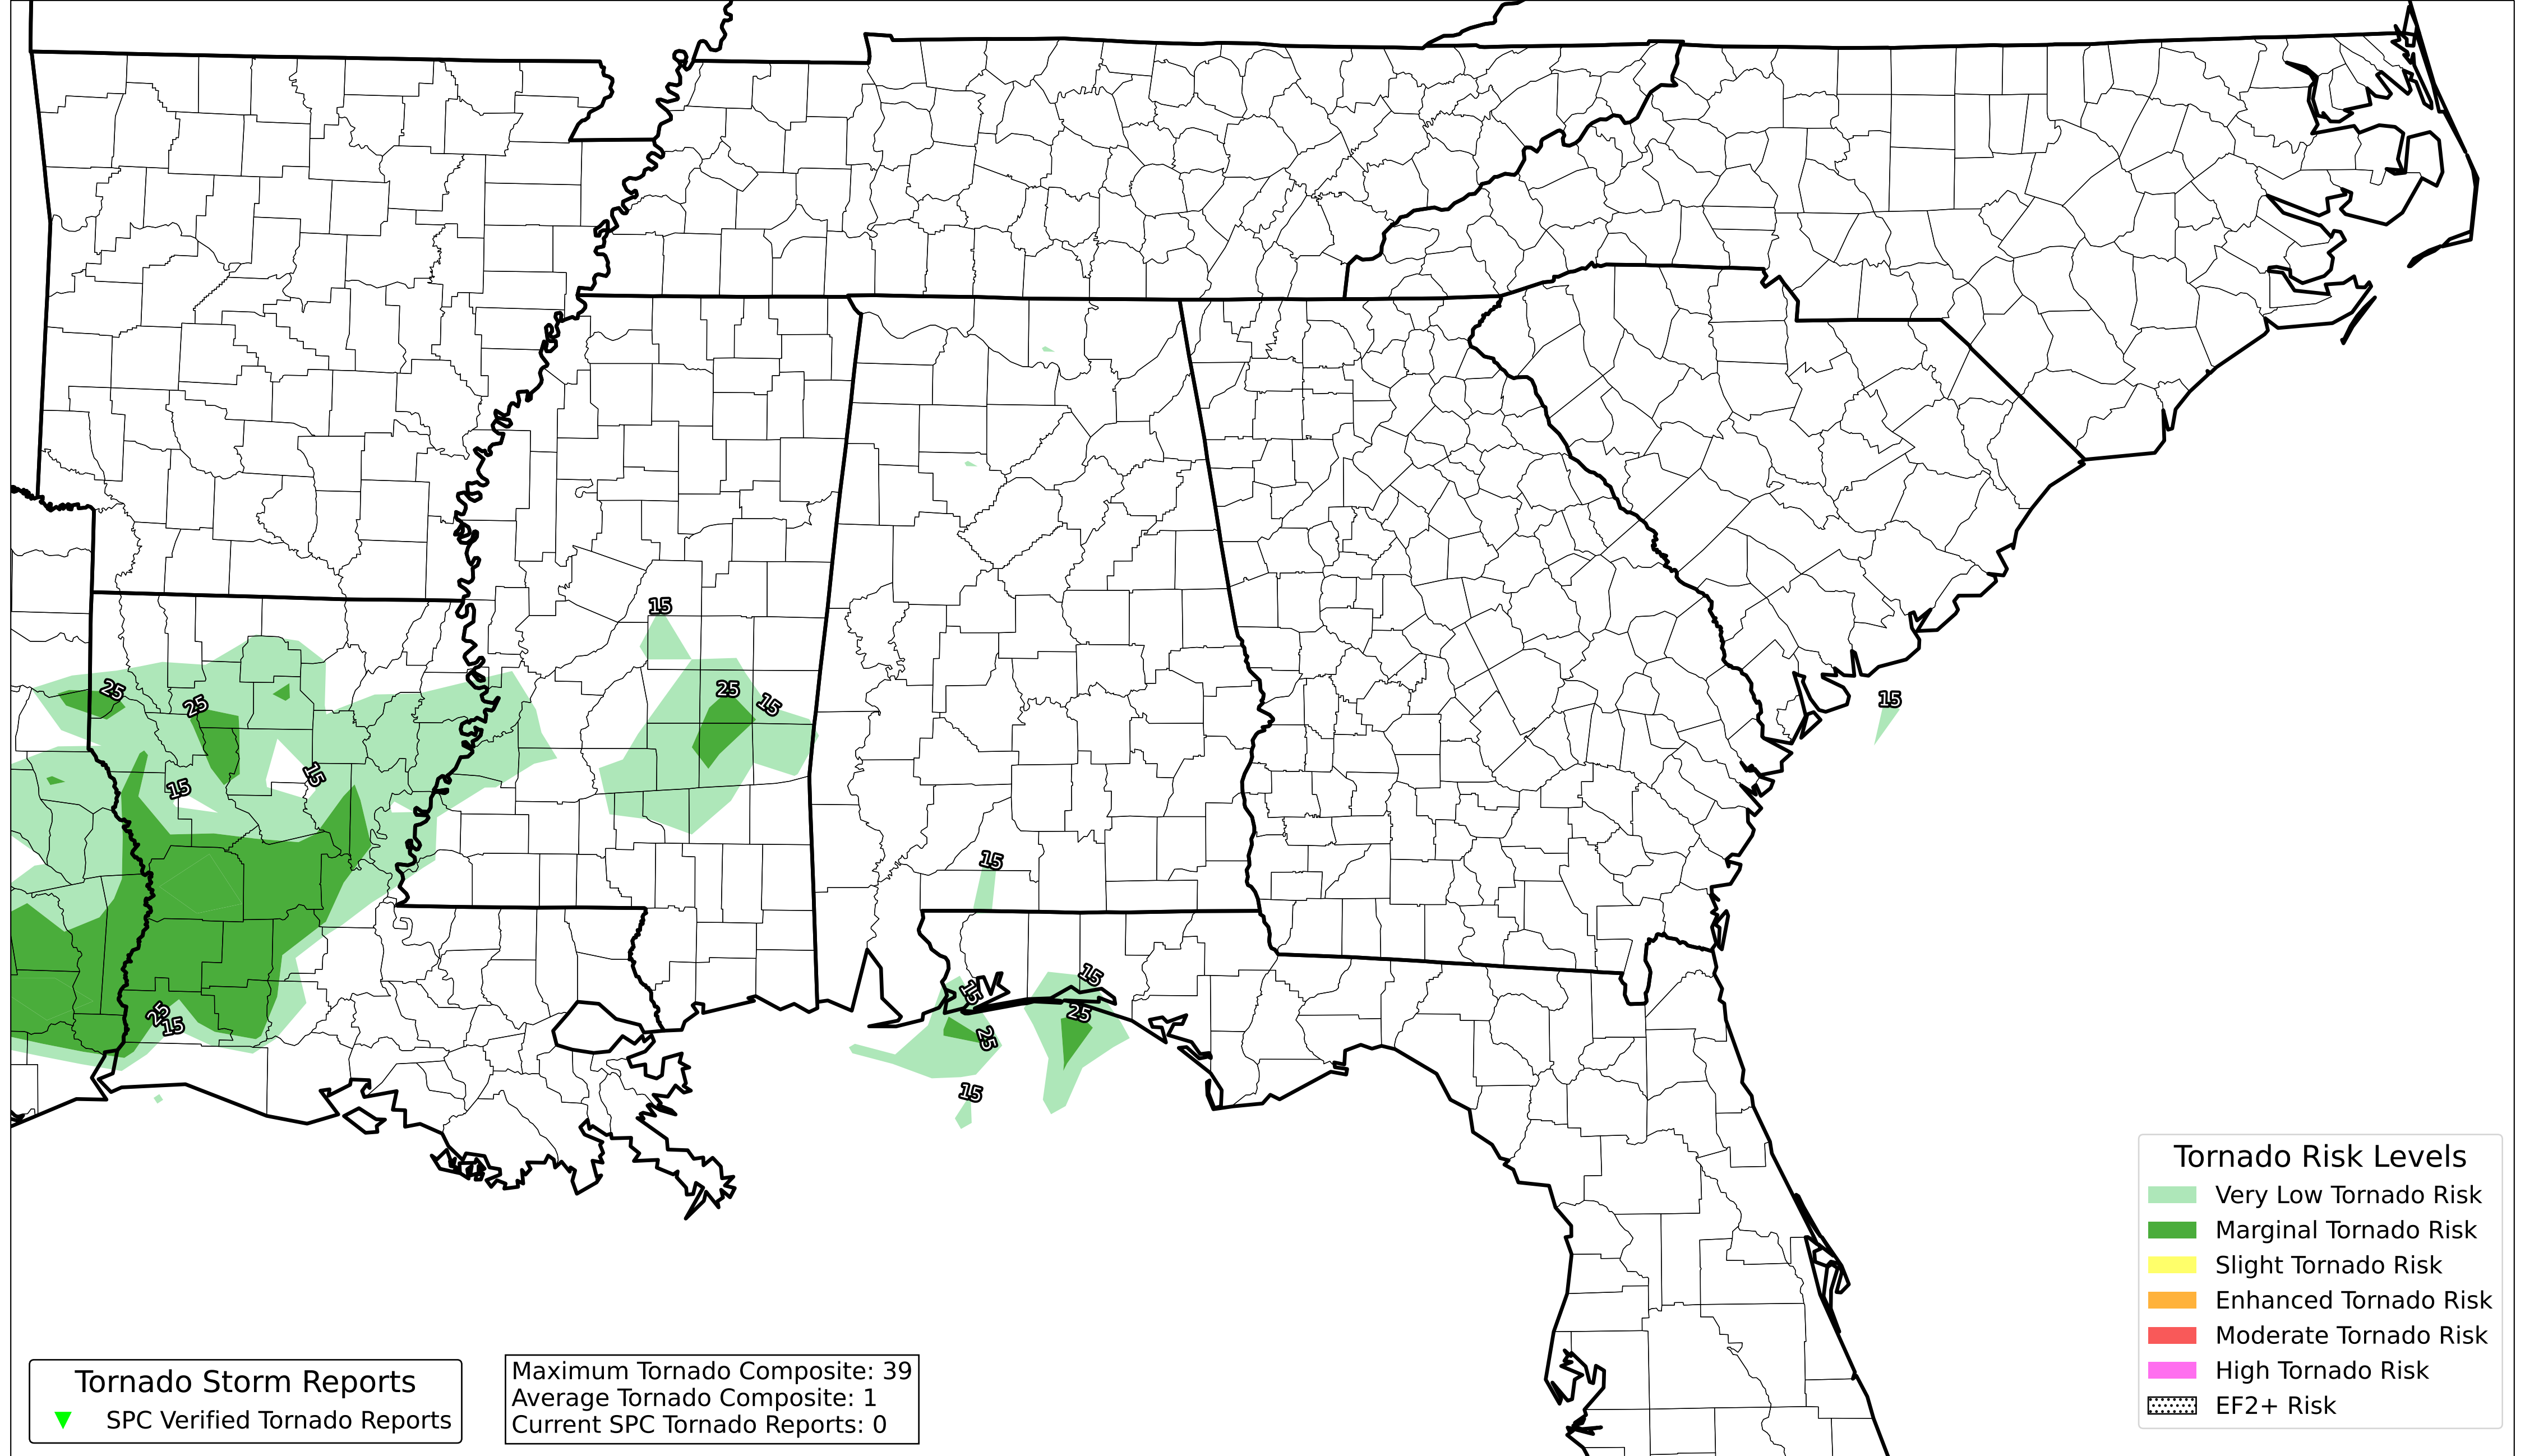 15
25
15
25
25
15
15
15
15
15
15
25
25
15
25
15
15
Tornado Risk Levels
Very Low Tornado Risk
Marginal Tornado Risk
Slight Tornado Risk
Enhanced Tornado Risk
Moderate Tornado Risk
High Tornado Risk
EF2+ Risk
Tornado Storm Reports
SPC Verified Tornado Reports
Maximum Tornado Composite: 39
Average Tornado Composite: 1
Current SPC Tornado Reports: 0